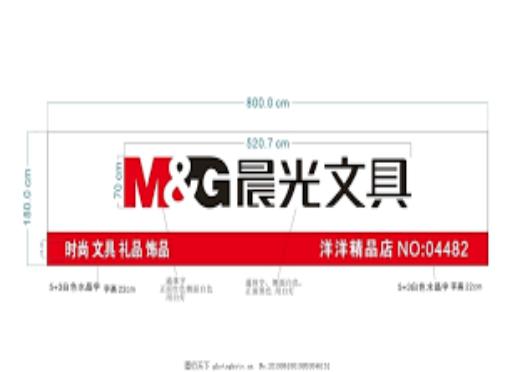 800.0 cm
520.7 cm
180.0 cm
70 cm
M&G晨光文具
时尚 文具 礼品 饰品
洋洋精品店 NO:04482
5+3白色水晶字 字高23cm
5+3白色水晶字 字高22cm